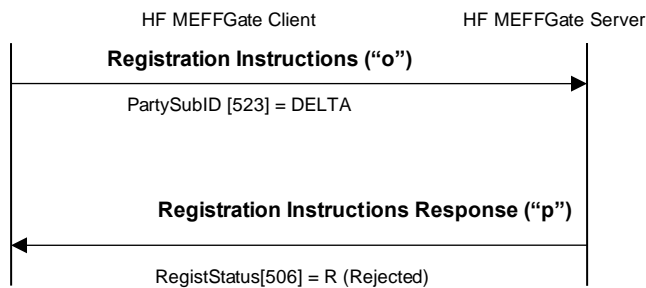 HF MEFFGate Client
HF MEFFGate Server
Registration Instructions (“o”)
PartySubID [523] = DELTA
Registration Instructions Response (“p”)
RegistStatus[506] = R (Rejected)